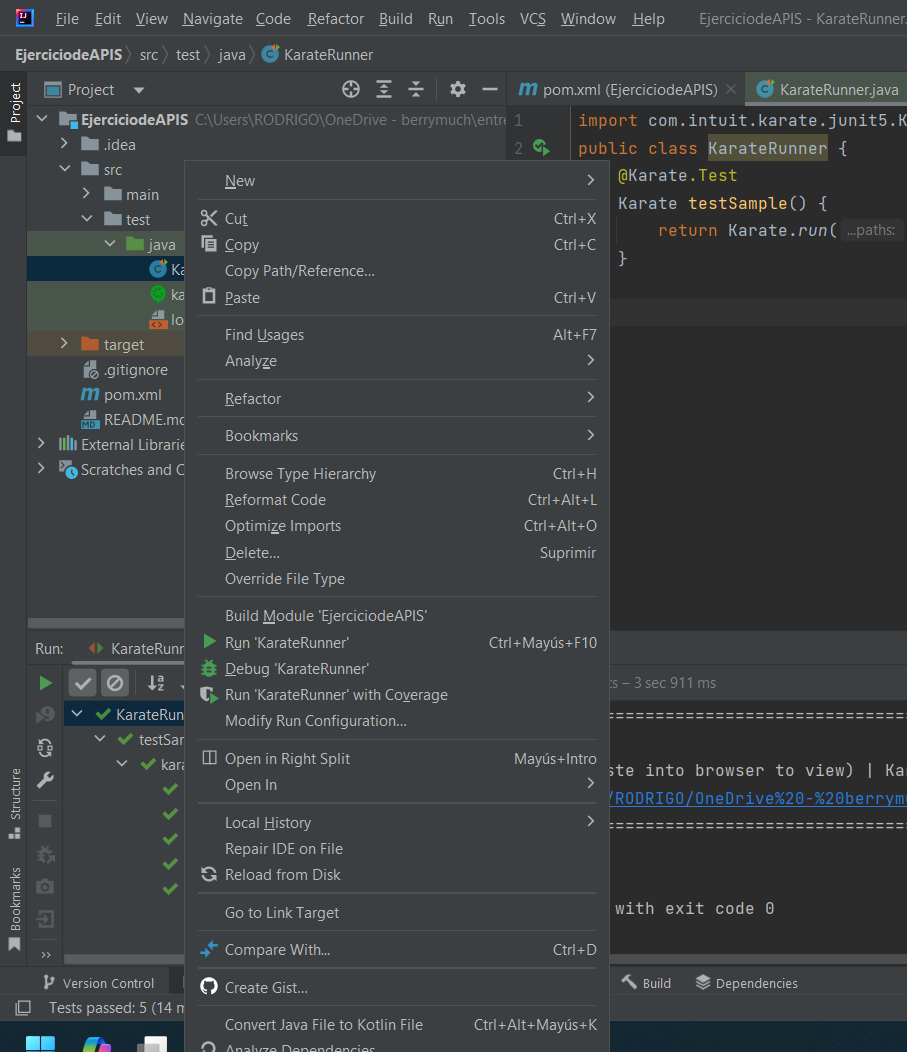 File Edit View Navigate Code Refactor Build Run Tools VCS Window Help EjerciciodeAPIS - KarateRunner.
EjerciciodeAPIS src test java KarateRunner
Project
pom.xml (EjerciciodeAPIS) KarateRunner.java
EjerciciodeAPIS C:\Users\RODRIGO\OneDrive - berrymuch\entre
.idea
src
main
test
java
Ka
ka
lo
target
.gitignore
pom.xml
README.md
External Librarie
Scratches and C
1 import com.intuit.karate.junit5.K
2 public class KarateRunner {
@Karate.Test
Karate testSample() {
return Karate.run( ...paths:
}
New
Cut Ctrl+X
Copy Ctrl+C
Copy Path/Reference...
Paste Ctrl+V
Find Usages Alt+F7
Analyze
Refactor
Bookmarks
Browse Type Hierarchy Ctrl+H
Reformat Code Ctrl+Alt+L
Optimize Imports Ctrl+Alt+O
Delete... Suprimir
Override File Type
Build Module 'EjerciciodeAPIS'
Run 'KarateRunner' Ctrl+Mayús+F10
Debug 'KarateRunner'
Run 'KarateRunner' with Coverage
Modify Run Configuration...
Open in Right Split Mayús+Intro
Open In
Local History
Repair IDE on File
Reload from Disk
Go to Link Target
Compare With... Ctrl+D
Create Gist...
Convert Java File to Kotlin File Ctrl+Alt+Mayús+K
Analyze Dependencies
Run: KarateRunn
KarateRun
testSar
kara
ts – 3 sec 911 ms
ste into browser to view) | Ka
/RODRIGO/OneDrive%20-%20berrym
with exit code 0
Project
Structure
Bookmarks
Version Control Build Dependencies
Tests passed: 5 (14 m